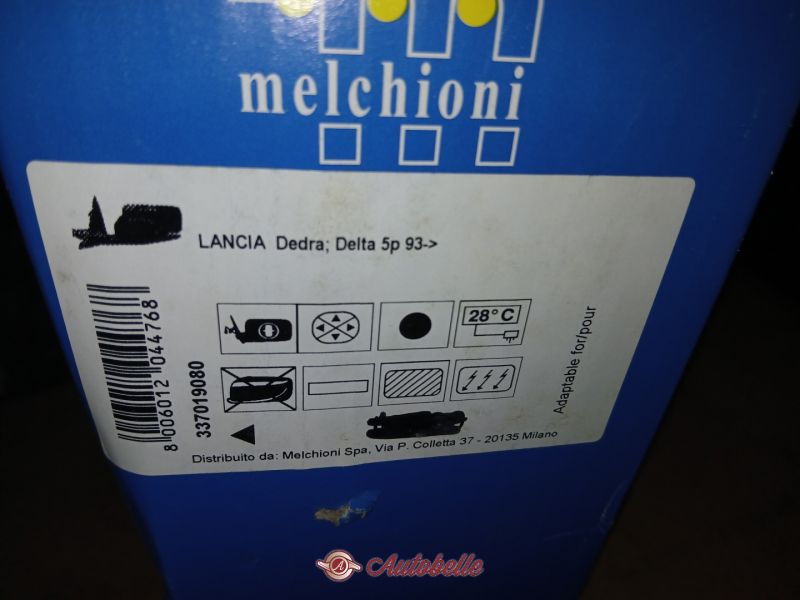 melchioni
LANCIA Dedra; Delta 5p 93->
28°C
8 006012 044768
337019080
Adaptable for/pour
Distribuito da: Melchioni Spa, Via P. Colletta 37 - 20135 Milano
A
Autobelle